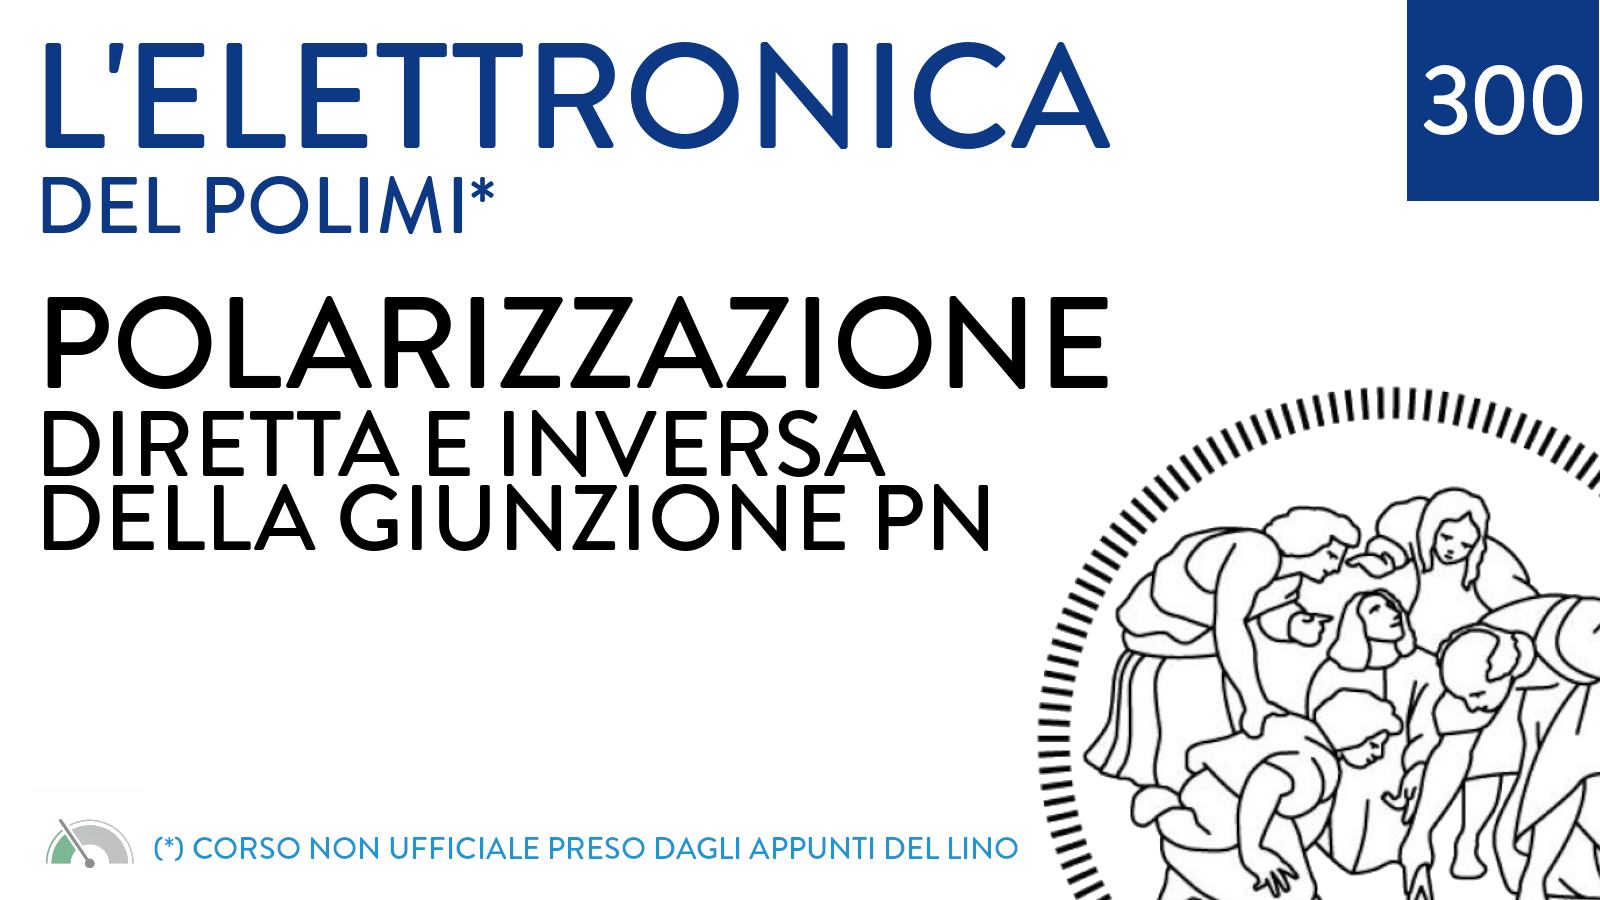 L'ELETTRONICA
300
DEL POLIMI*
POLARIZZAZIONE
DIRETTA E INVERSA
DELLA GIUNZIONE PN
(*) CORSO NON UFFICIALE PRESO DAGLI APPUNTI DEL LINO